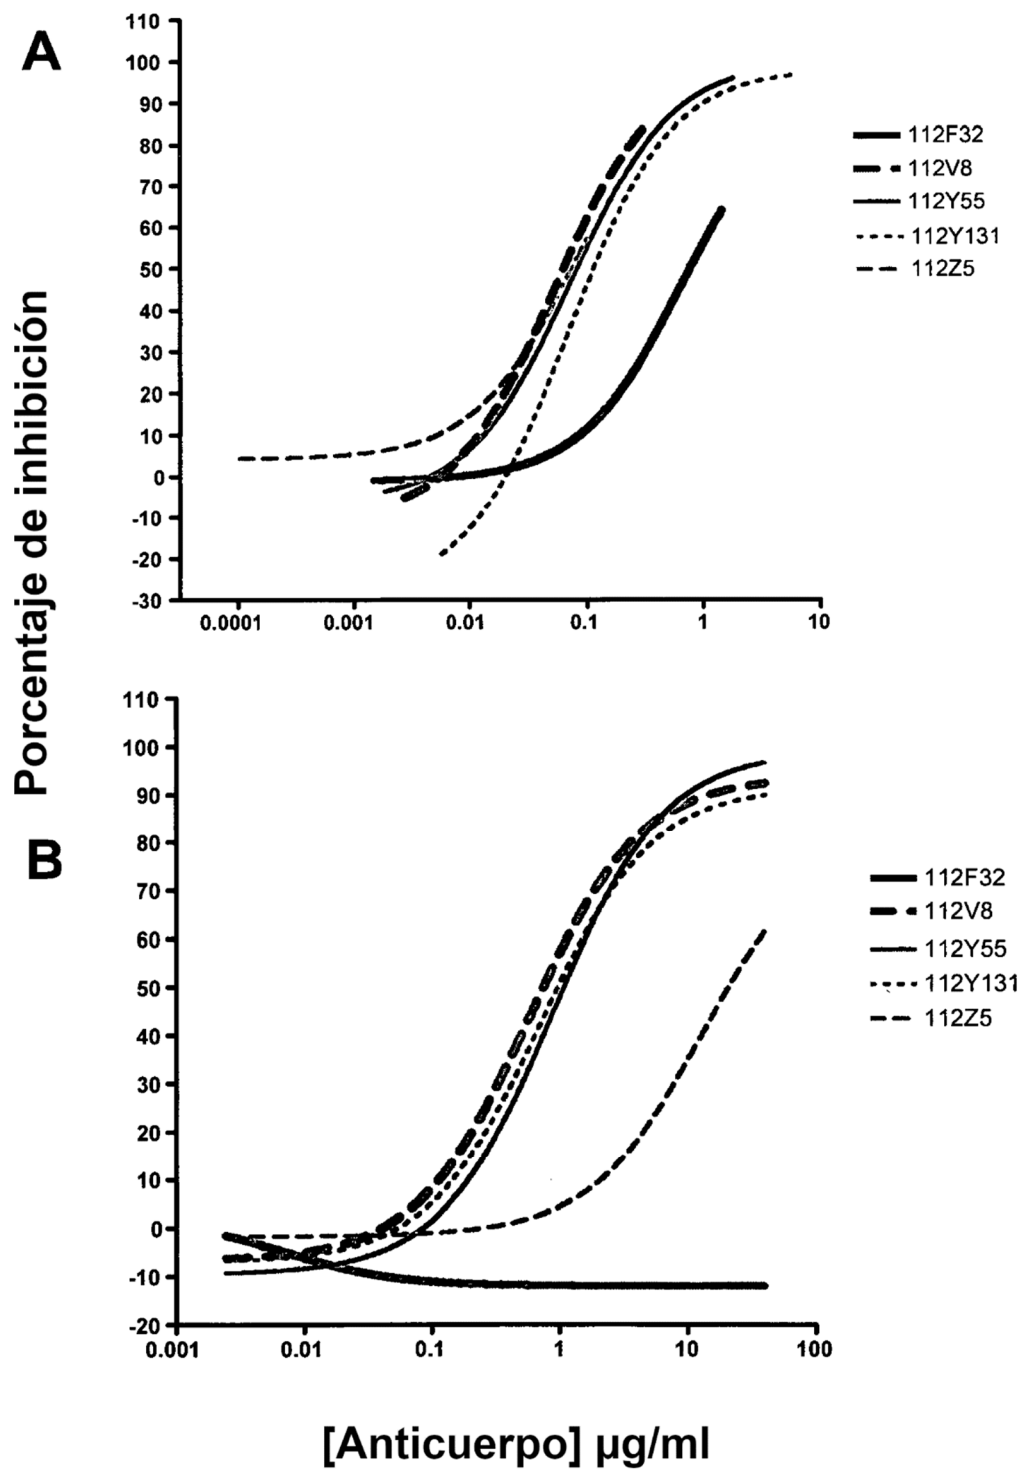 A
110
100
90
80
70
60
50
40
30
20
10
0
-10
-20
-30
0.0001 0.001 0.01 0.1 1 10
112F32
112V8
112Y55
112Y131
112Z5
Porcentaje de inhibición
B
110
100
90
80
70
60
50
40
30
20
10
0
-10
-20
0.001 0.01 0.1 1 10 100
112F32
112V8
112Y55
112Y131
112Z5
[Anticuerpo] µg/ml